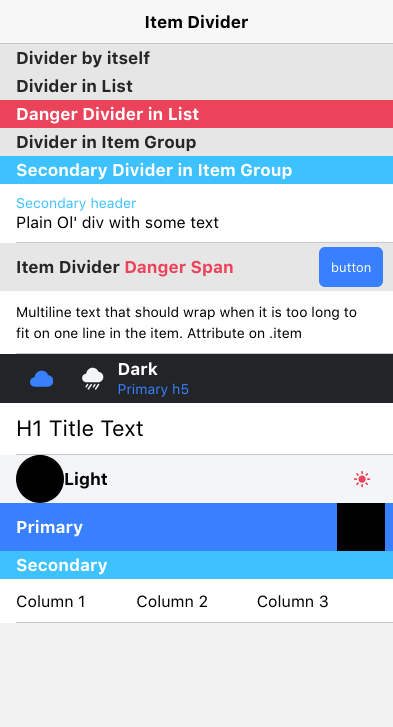 Item Divider
Divider by itself
Divider in List
Danger Divider in List
Divider in Item Group
Secondary Divider in Item Group
Secondary header
Plain Ol' div with some text
Item Divider Danger Span
button
Multiline text that should wrap when it is too long to
fit on one line in the item. Attribute on .item
Dark
Primary h5
H1 Title Text
Light
Primary
Secondary
Column 1 Column 2 Column 3